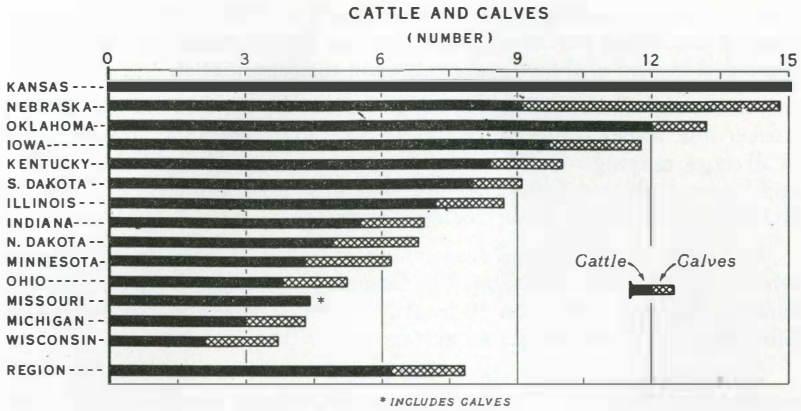 CATTLE AND CALVES
(NUMBER)
0 3 6 9 12 15
KANSAS
NEBRASKA
OKLAHOMA
IOWA
KENTUCKY
S. DAKOTA
ILLINOIS
INDIANA
N. DAKOTA
MINNESOTA
OHIO
MISSOURI *
MICHIGAN
WISCONSIN
REGION
Cattle Calves
* INCLUDES CALVES